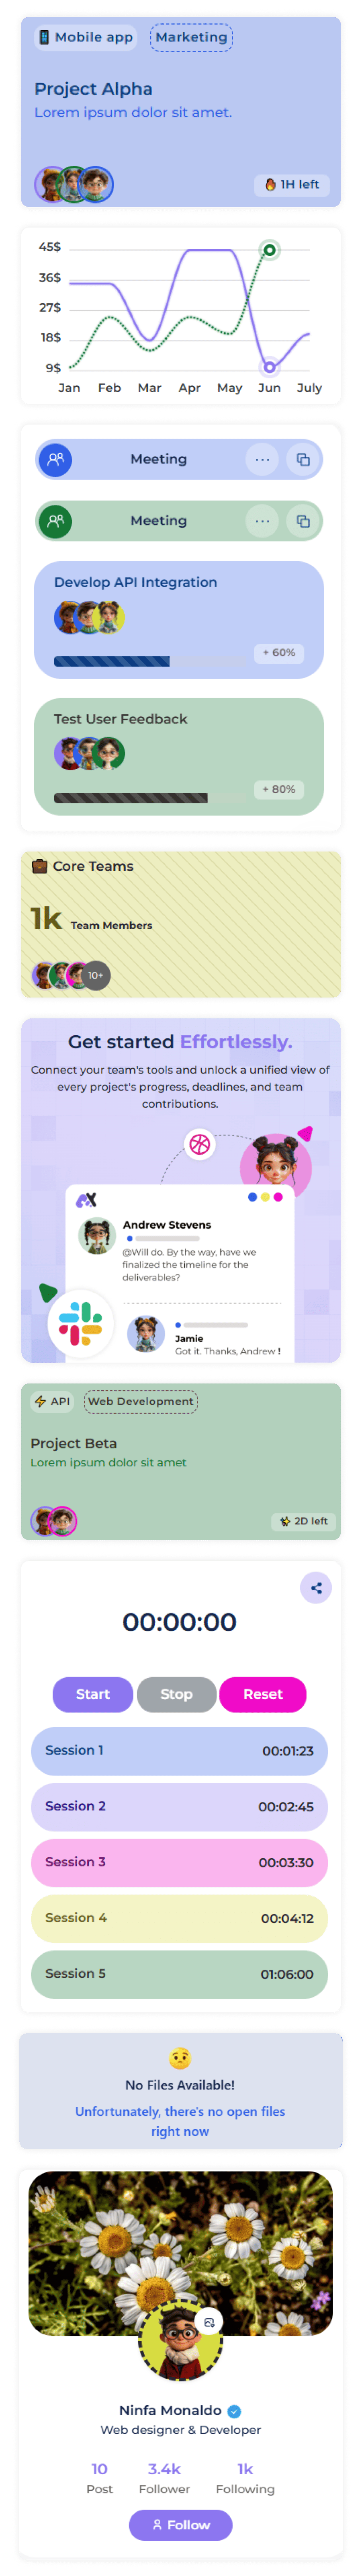 Mobile app Marketing
Project Alpha
Lorem ipsum dolor sit amet.
1H left
45$
36$
27$
18$
9$
Jan Feb Mar Apr May Jun July
Meeting ...
Meeting ...
Develop API Integration
+ 60%
Test User Feedback
+ 80%
Core Teams
1k Team Members
10+
Get started Effortlessly.
Connect your team's tools and unlock a unified view of
every project's progress, deadlines, and team
contributions.
Andrew Stevens
@Will do. By the way, have we
finalized the timeline for the
deliverables?
Jamie
Got it. Thanks, Andrew !
API Web Development
Project Beta
Lorem ipsum dolor sit amet
2D left
00:00:00
Start Stop Reset
Session 1 00:01:23
Session 2 00:02:45
Session 3 00:03:30
Session 4 00:04:12
Session 5 01:06:00
No Files Available!
Unfortunately, there's no open files
right now
Ninfa Monaldo
Web designer & Developer
10 3.4k 1k
Post Follower Following
Follow